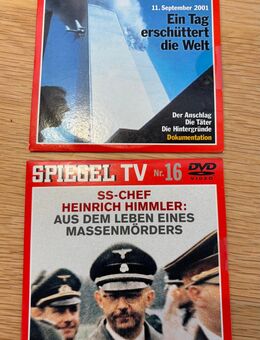 11. September 2001
Ein Tag
erschüttert
die Welt
Der Anschlag
Die Täter
Die Hintergründe
Dokumentation
SPIEGEL TV Nr. 16 DVD
VIDEO
SS-CHEF
HEINRICH HIMMLER:
AUS DEM LEBEN EINES
MASSENMÖRDERS